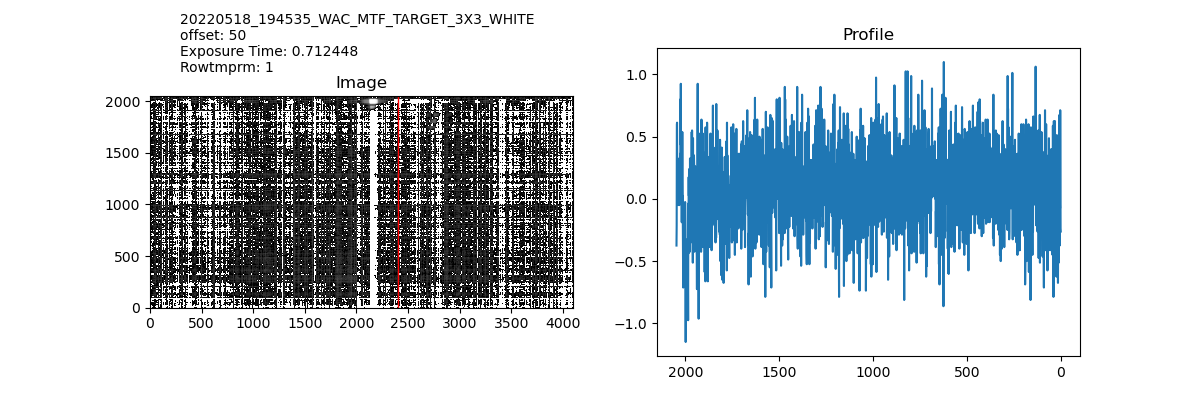 20220518_194535_WAC_MTF_TARGET_3X3_WHITE
offset: 50
Exposure Time: 0.712448
Rowtmprm: 1
Image
2000
1500
1000
500
0
0 500 1000 1500 2000 2500 3000 3500 4000
Profile
1.0
0.5
0.0
−0.5
−1.0
2000 1500 1000 500 0